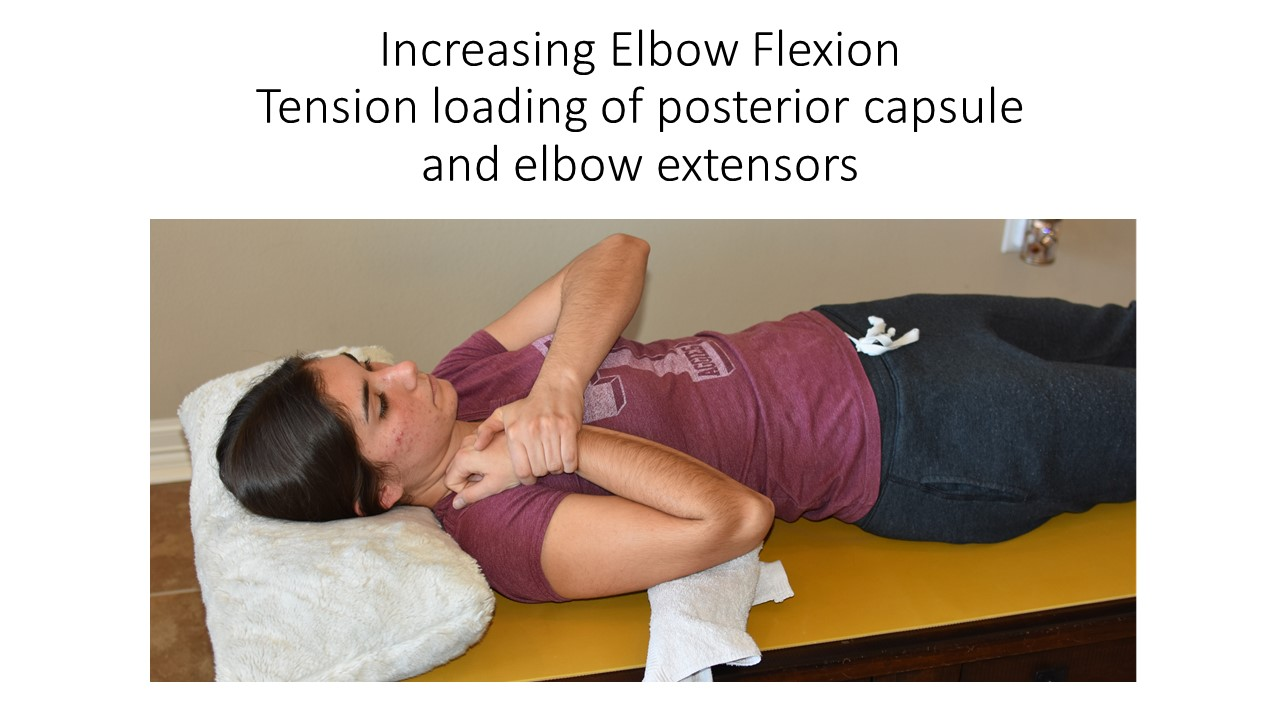 Increasing Elbow Flexion
Tension loading of posterior capsule
and elbow extensors